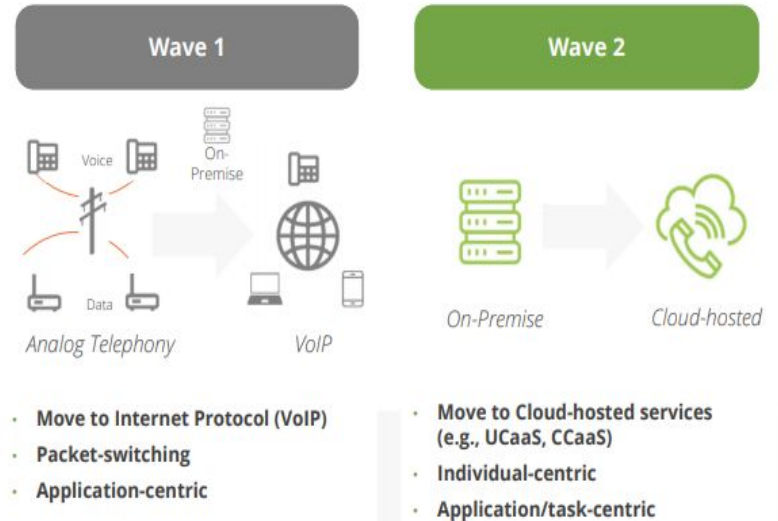 Wave 1
Voice
On-
Premise
Data
Analog Telephony
VoIP
• Move to Internet Protocol (VoIP)
• Packet-switching
• Application-centric
Wave 2
On-Premise
Cloud-hosted
• Move to Cloud-hosted services
(e.g., UCaaS, CCaaS)
• Individual-centric
• Application/task-centric